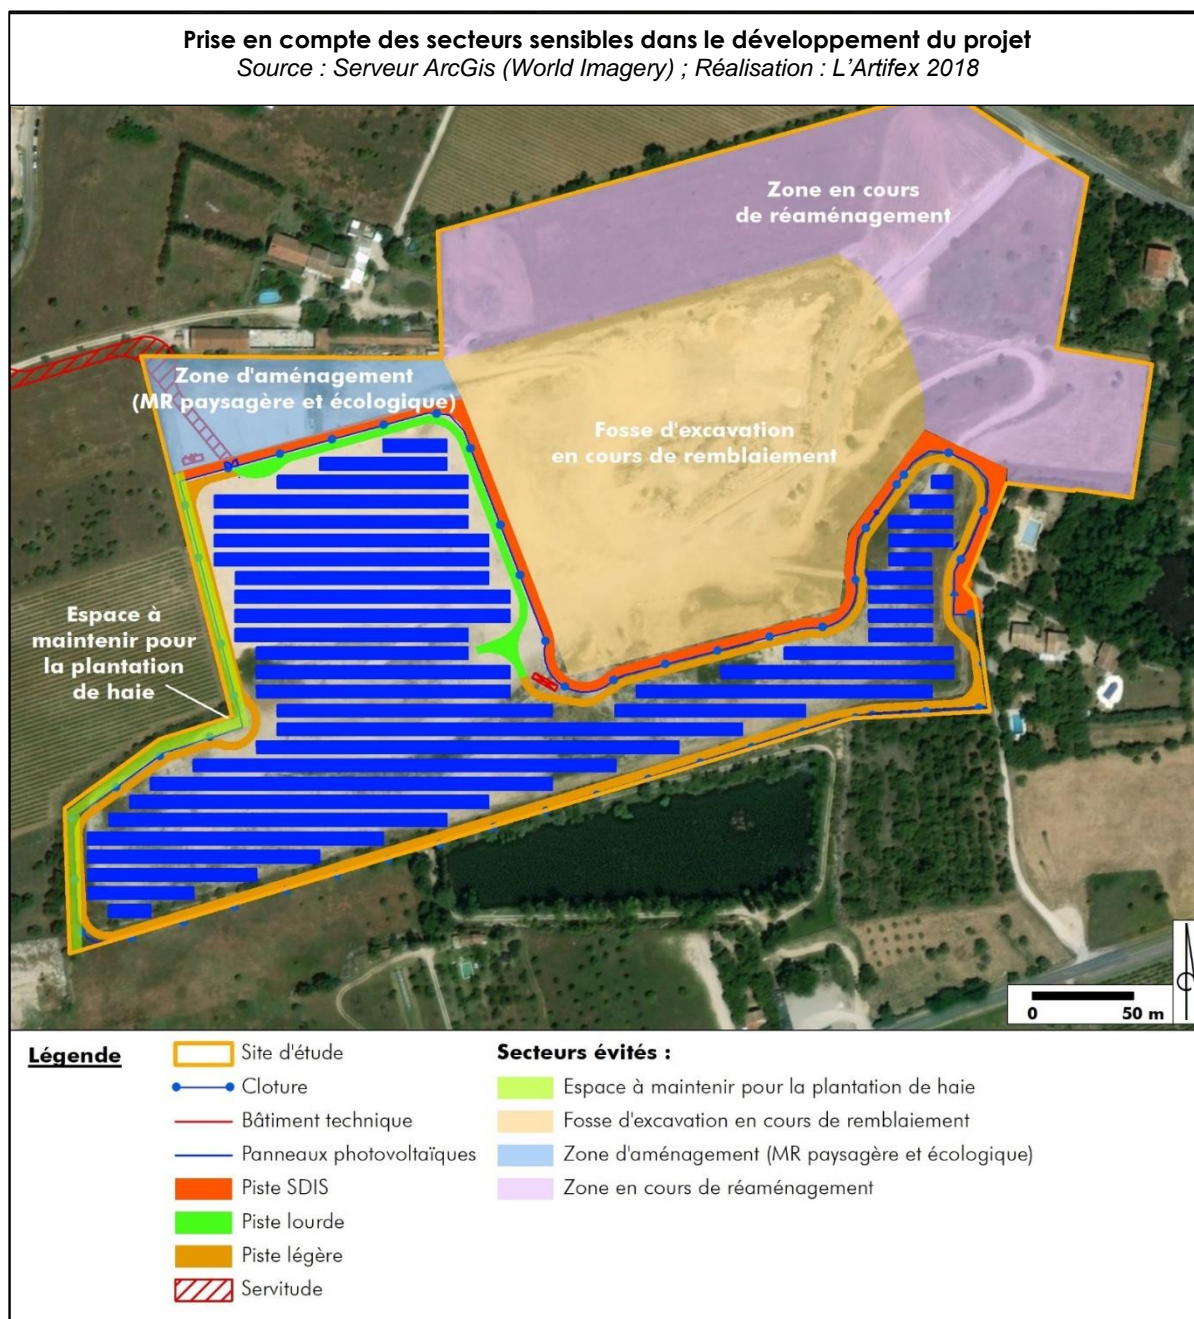 Prise en compte des secteurs sensibles dans le développement du projet
Source : Serveur ArcGis (World Imagery) ; Réalisation : L'Artifex 2018
Zone en cours
de réaménagement
Zone d'aménagement
(MR paysagère et écologique)
Fosse d'excavation
en cours de remblaiement
Espace à
maintenir pour
la plantation
de haie
0 50 m
Légende
Site d'étude
Cloture
Bâtiment technique
Panneaux photovoltaïques
Piste SDIS
Piste lourde
Piste légère
Servitude
Secteurs évités :
Espace à maintenir pour la plantation de haie
Fosse d'excavation en cours de remblaiement
Zone d'aménagement (MR paysagère et écologique)
Zone en cours de réaménagement